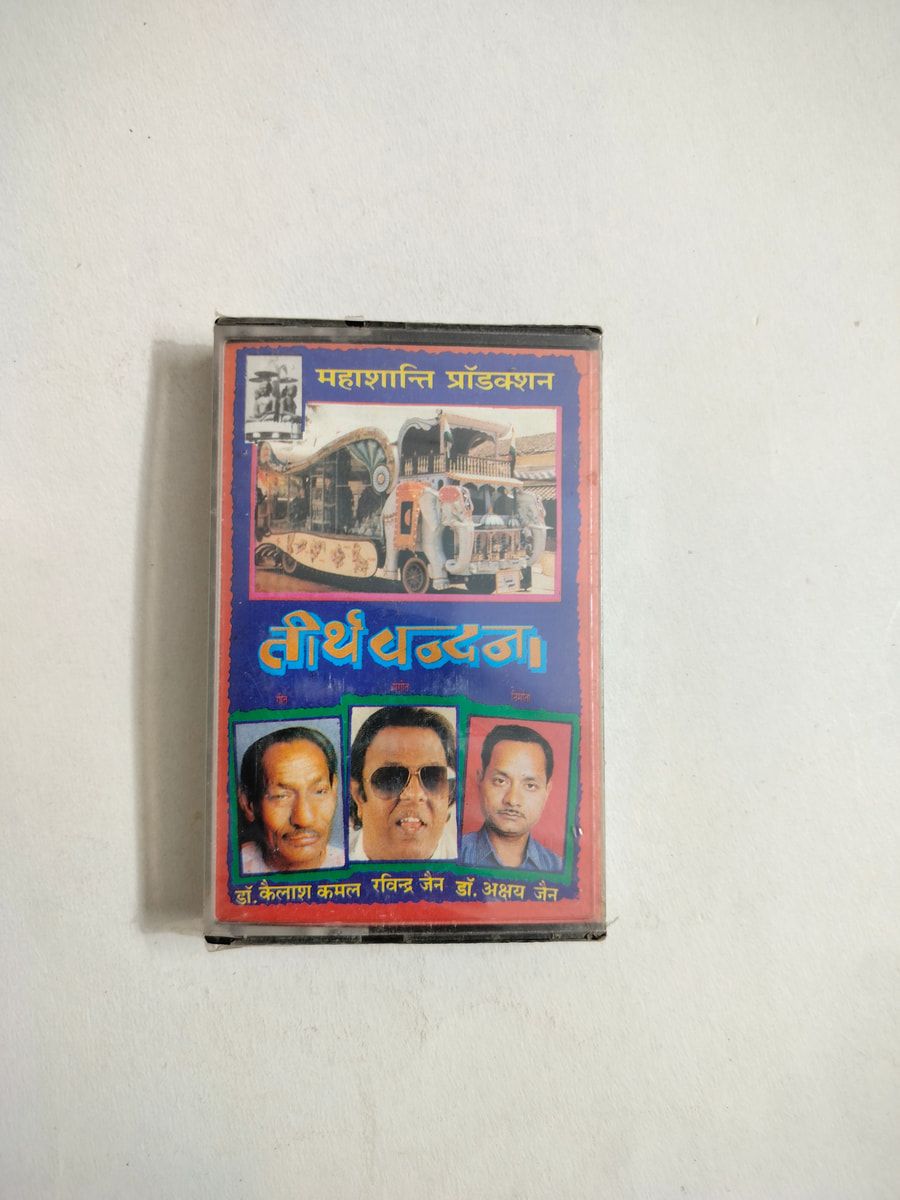 महाशान्ति प्रॉडक्शन
तीर्थ वन्दना
गीत संगीत निर्माता
डॉ. कैलाश कमल रविन्द्र जैन डॉ. अक्षय जैन